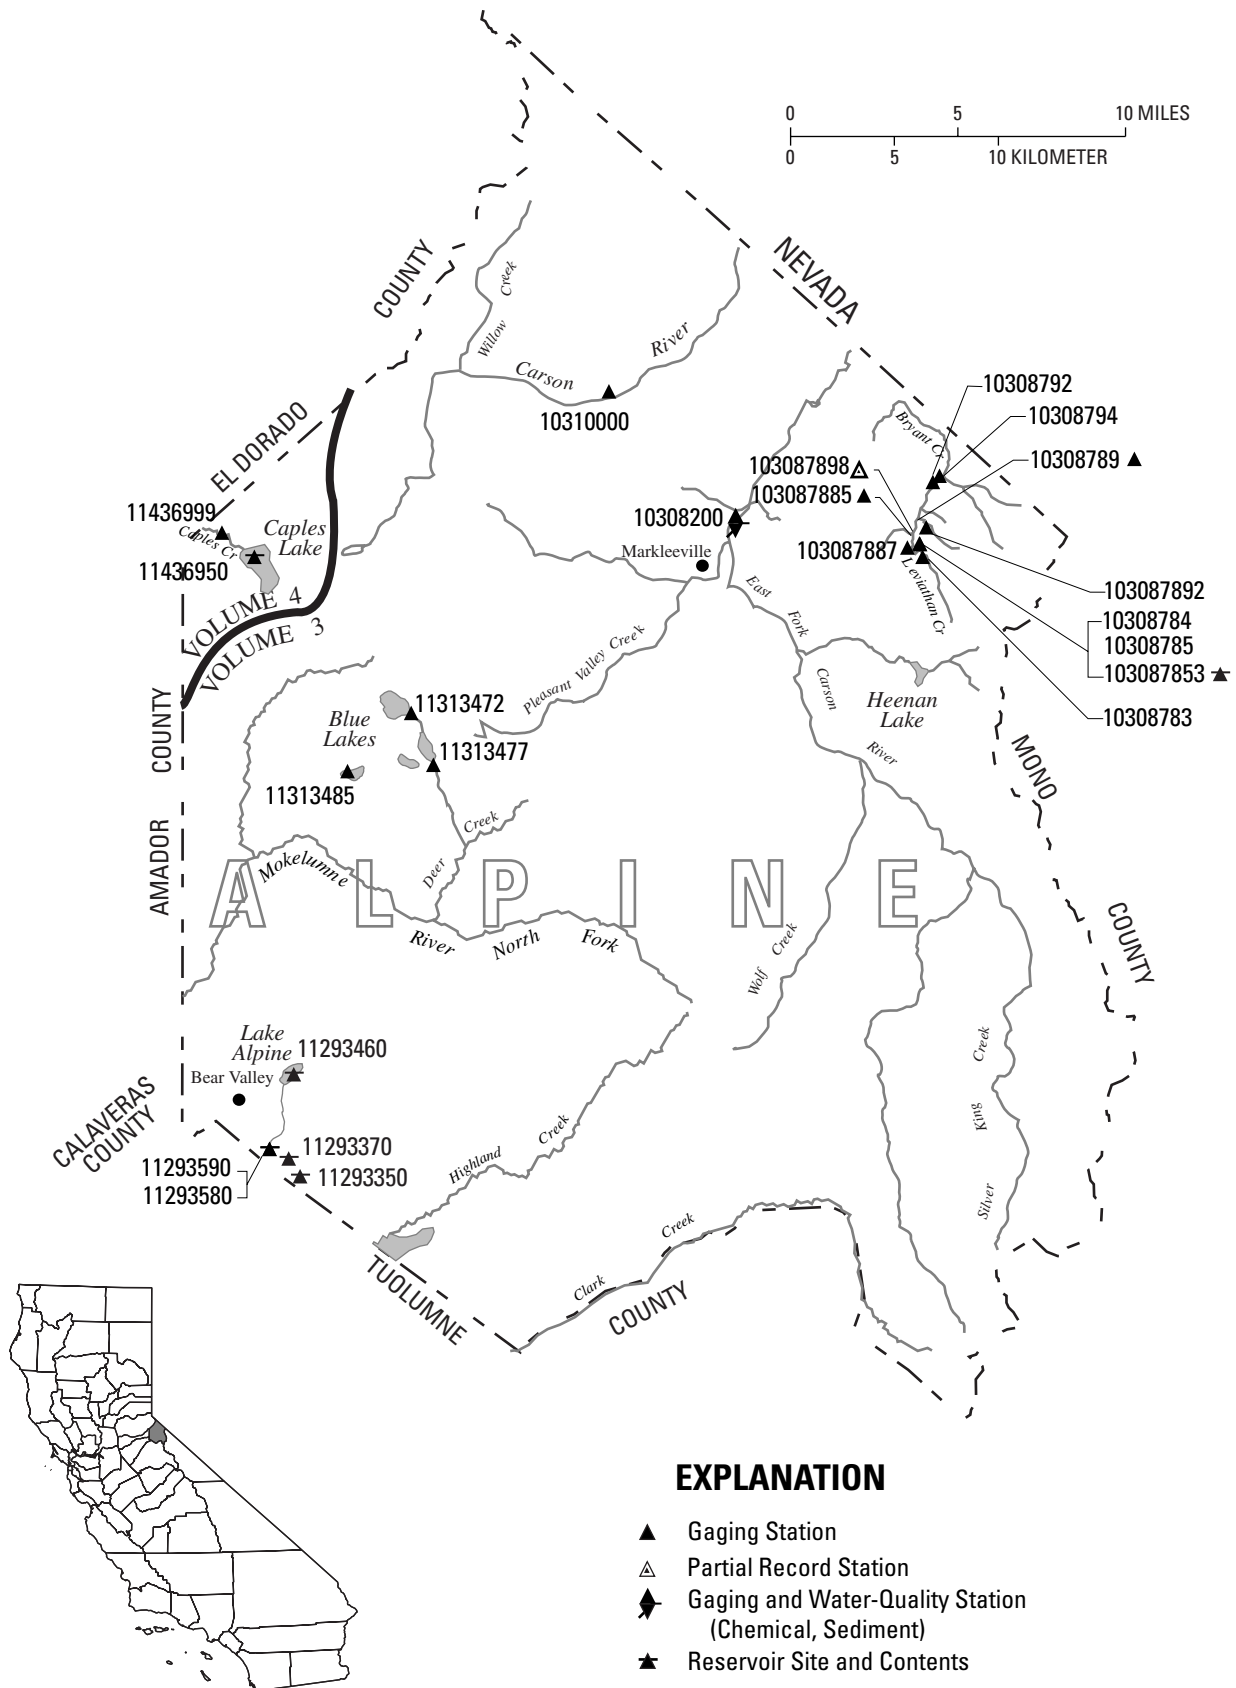 0 5 10 MILES
0 5 10 KILOMETER
COUNTY
NEVADA
Creek
Willow
River
Carson
10310000
10308792
10308794
Bryant Cr
10308789
103087898
103087885
EL DORADO
11436999
Caples Cr
Caples
Lake
11436950
10308200
Markleeville
103087887
Leviathan Cr
103087892
10308784
10308785
103087853
10308783
VOLUME 4
VOLUME 3
East
Fork
Carson
River
Pleasant Valley Creek
Heenan
Lake
COUNTY
AMADOR
Blue
Lakes
11313472
11313477
11313485
MONO
COUNTY
Creek
Deer
ALPINE
Mokelumne
River
North
Fork
Wolf Creek
Lake
Alpine
11293460
Bear Valley
CALAVERAS
COUNTY
11293590
11293580
11293370
11293350
Highland
Creek
Creek
King
Silver
TUOLUMNE
COUNTY
Clark
Creek
EXPLANATION
Gaging Station
Partial Record Station
Gaging and Water-Quality Station
(Chemical, Sediment)
Reservoir Site and Contents